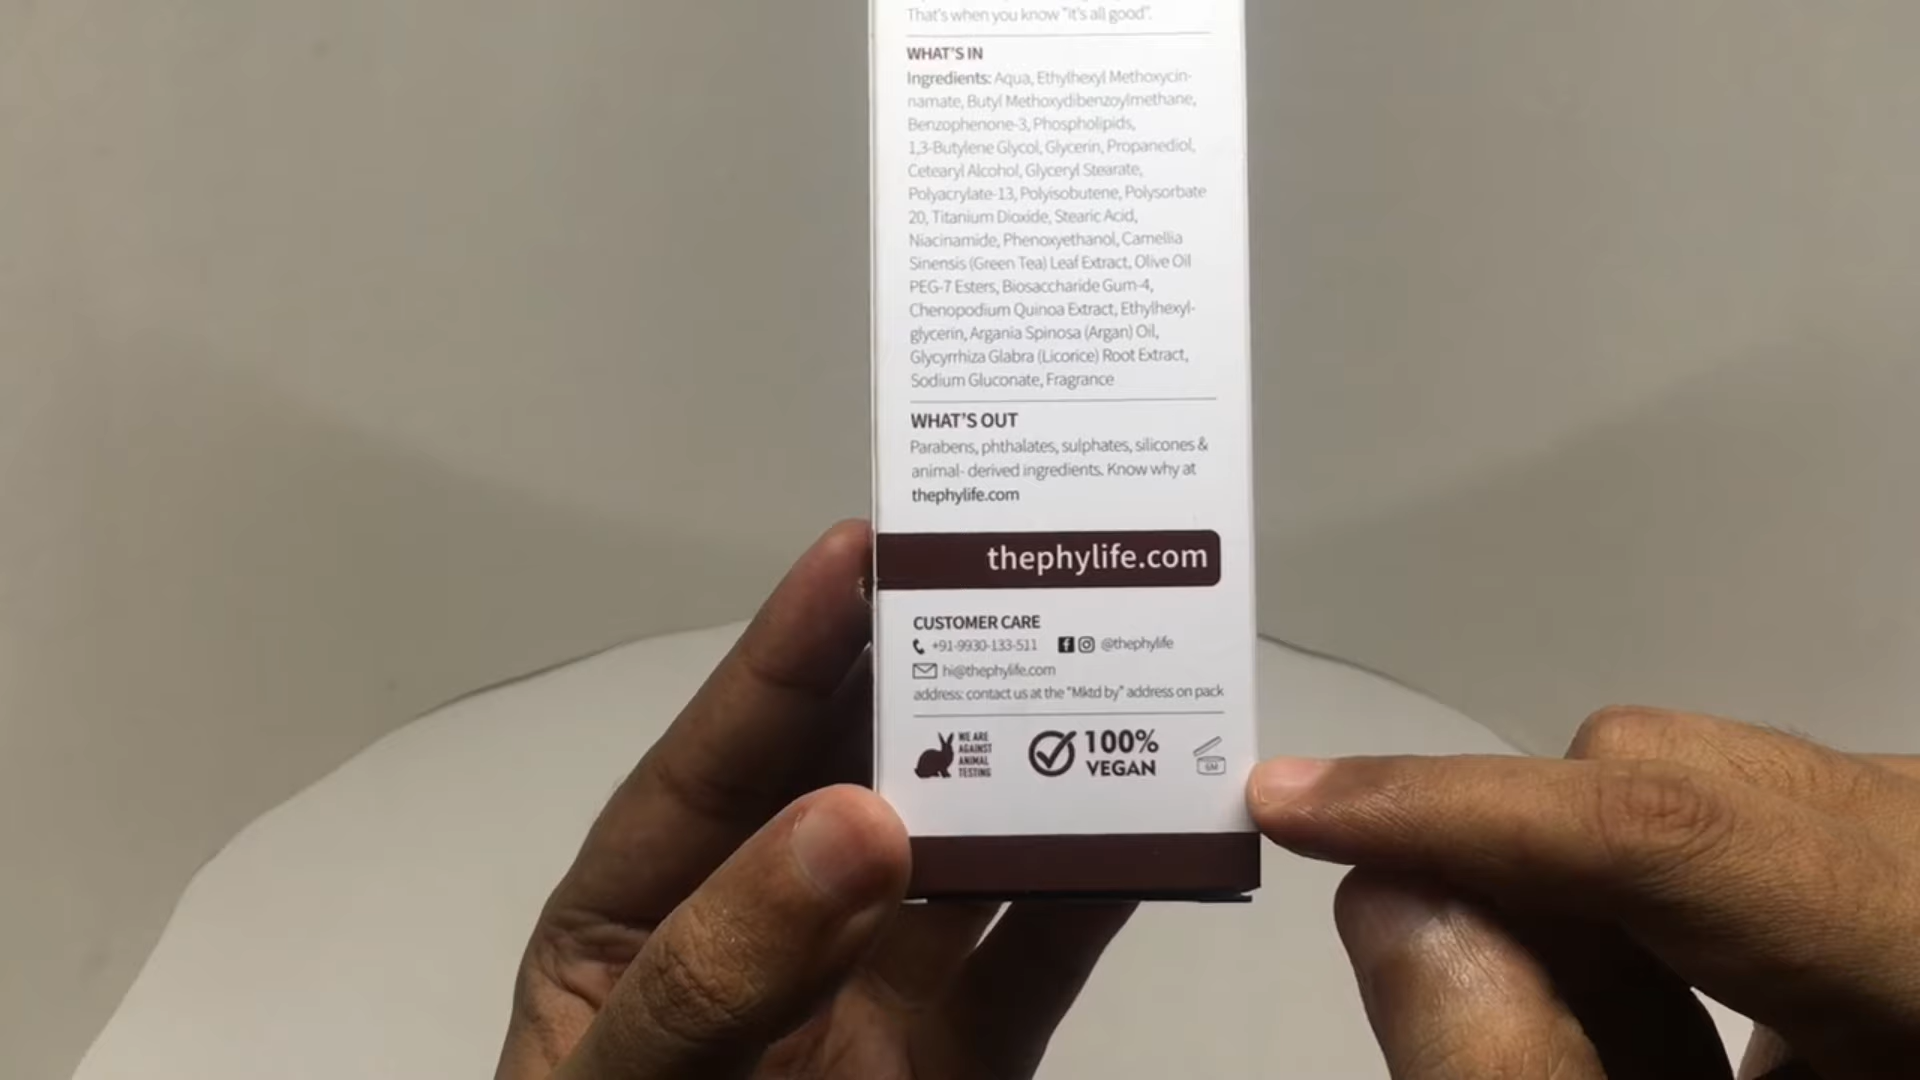 That's when you know "it's all good".
WHAT'S IN
Ingredients: Aqua, Ethylhexyl Methoxycin-
namate, Butyl Methoxydibenzoylmethane,
Benzophenone-3, Phospholipids,
1,3-Butylene Glycol, Glycerin, Propanediol,
Cetearyl Alcohol, Glyceryl Stearate,
Polyacrylate-13, Polyisobutene, Polysorbate
20, Titanium Dioxide, Stearic Acid,
Niacinamide, Phenoxyethanol, Camellia
Sinensis (Green Tea) Leaf Extract, Olive Oil
PEG-7 Esters, Biosaccharide Gum-4,
Chenopodium Quinoa Extract, Ethylhexyl-
glycerin, Argania Spinosa (Argan) Oil,
Glycyrrhiza Glabra (Licorice) Root Extract,
Sodium Gluconate, Fragrance
WHAT'S OUT
Parabens, phthalates, sulphates, silicones &
animal- derived ingredients. Know why at
thephylife.com
thephylife.com
CUSTOMER CARE
+91-9930-133-511 @thephylife
hi@thephylife.com
address: contact us at the "Mktd by" address on pack
WE ARE
AGAINST
ANIMAL
TESTING
100%
VEGAN
6M